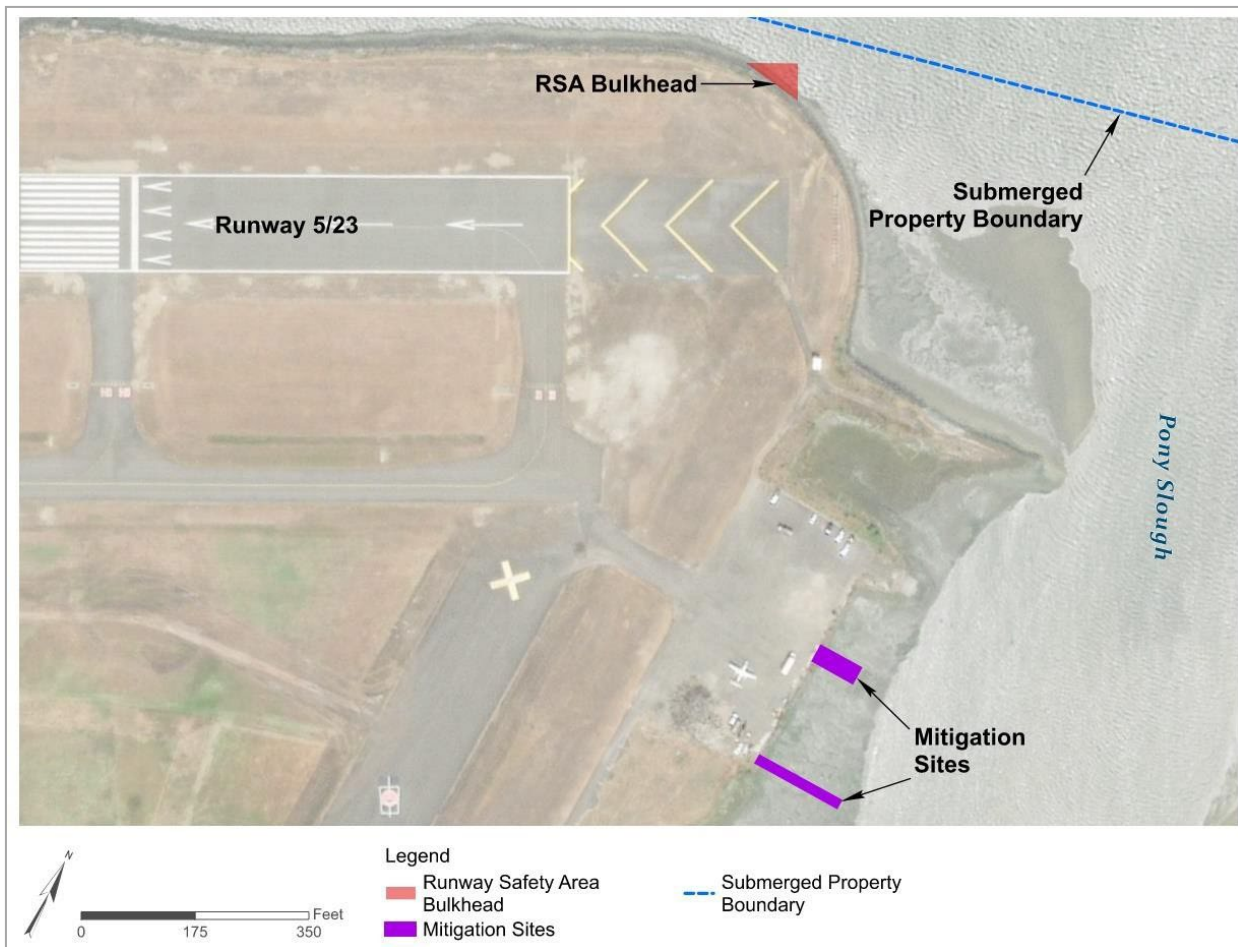 RSA Bulkhead
Submerged
Property Boundary
Runway 5/23
Pony Slough
Mitigation
Sites
N
Legend
Runway Safety Area
Bulkhead
Mitigation Sites
Submerged Property
Boundary
Feet
0 175 350